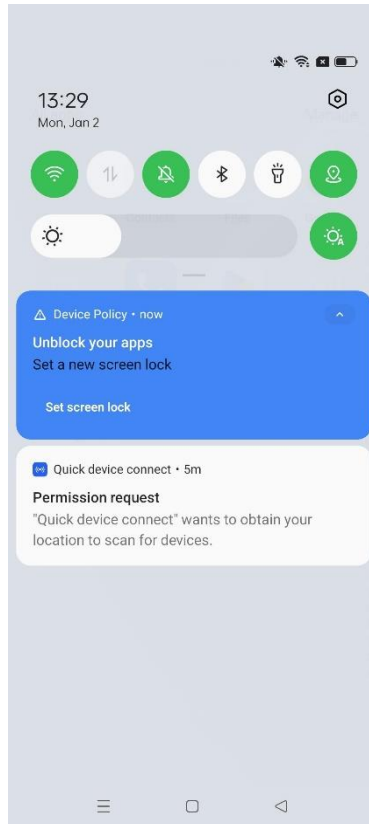 13:29
Mon, Jan 2
Device Policy • now
Unblock your apps
Set a new screen lock
Set screen lock
Quick device connect • 5m
Permission request
"Quick device connect" wants to obtain your
location to scan for devices.